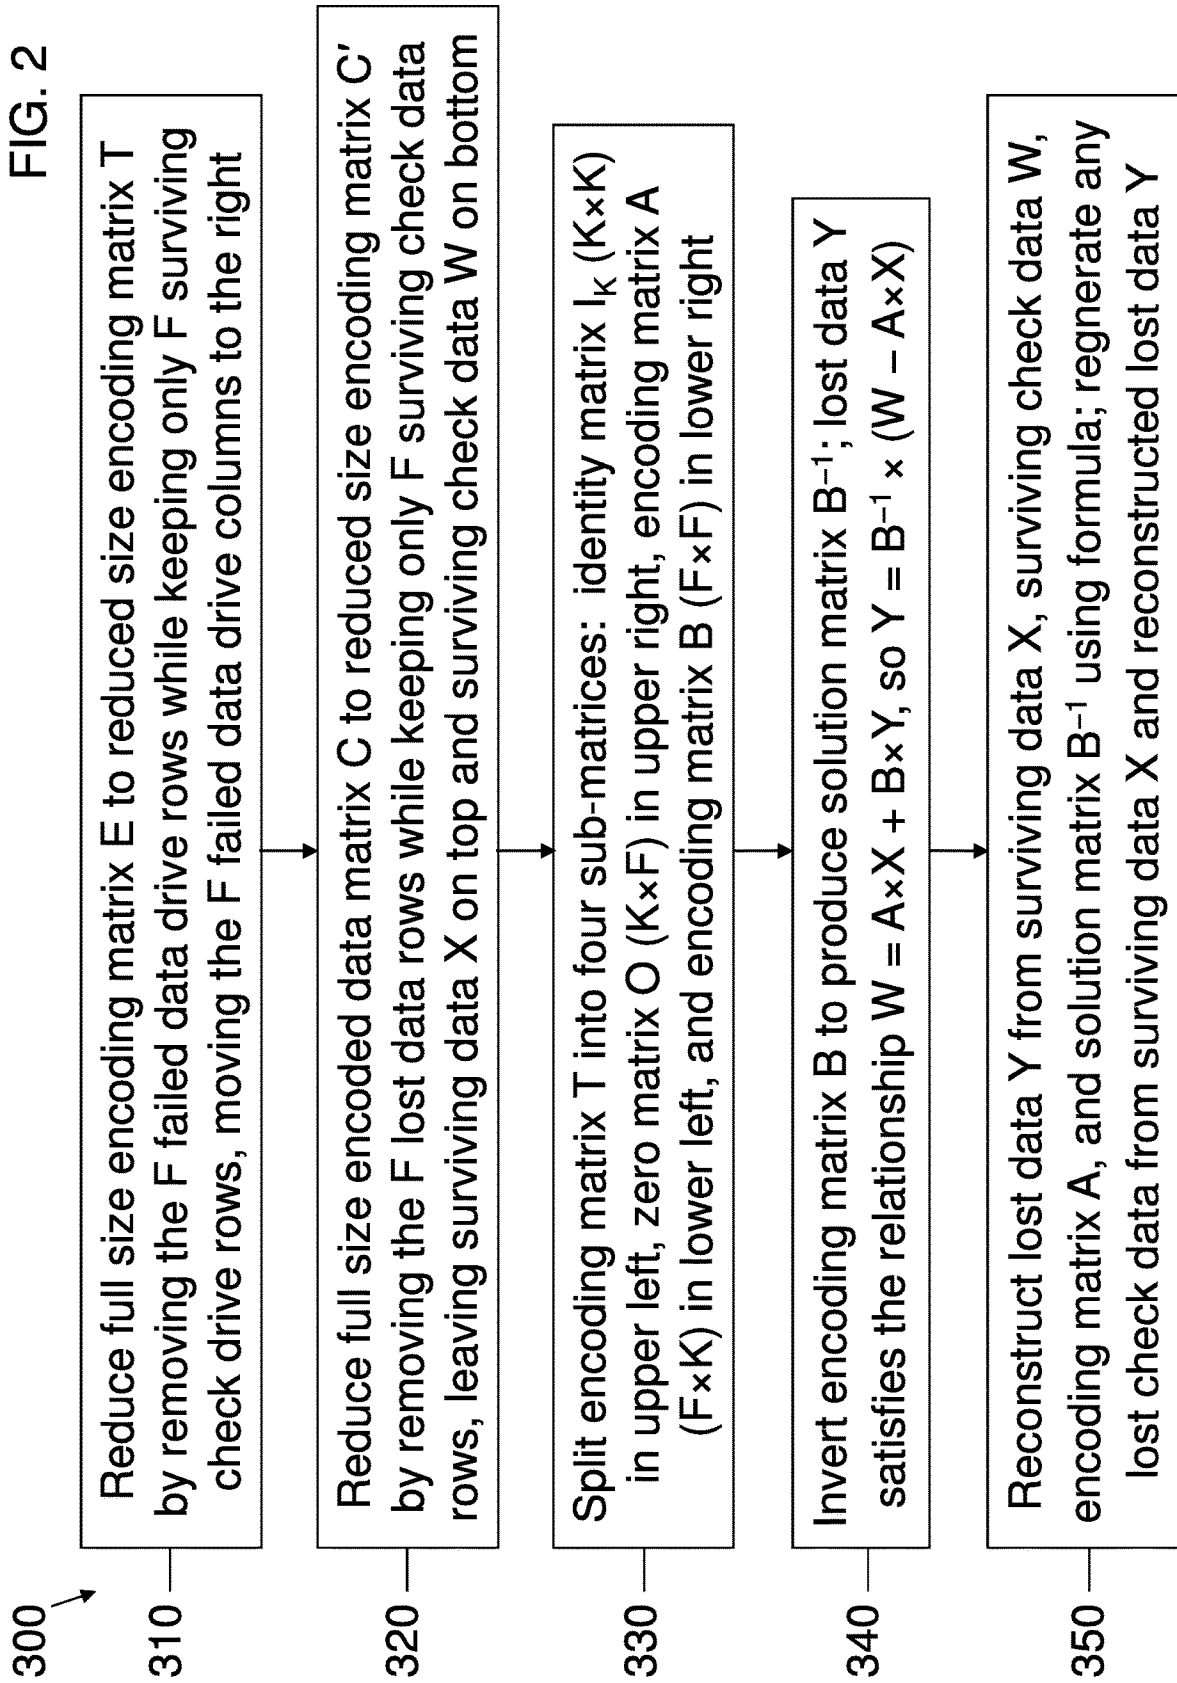 FIG. 2
300
310
Reduce full size encoding matrix E to reduced size encoding matrix T
by removing the F failed data drive rows while keeping only F surviving
check drive rows, moving the F failed data drive columns to the right
320
Reduce full size encoded data matrix C to reduced size encoding matrix C′
by removing the F lost data rows while keeping only F surviving check data
rows, leaving surviving data X on top and surviving check data W on bottom
330
Split encoding matrix T into four sub-matrices: identity matrix Iₖ (K×K)
in upper left, zero matrix O (K×F) in upper right, encoding matrix A
(F×K) in lower left, and encoding matrix B (F×F) in lower right
340
Invert encoding matrix B to produce solution matrix B⁻¹; lost data Y
satisfies the relationship W = A×X + B×Y, so Y = B⁻¹ × (W – A×X)
350
Reconstruct lost data Y from surviving data X, surviving check data W,
encoding matrix A, and solution matrix B⁻¹ using formula; regnerate any
lost check data from surviving data X and reconstructed lost data Y